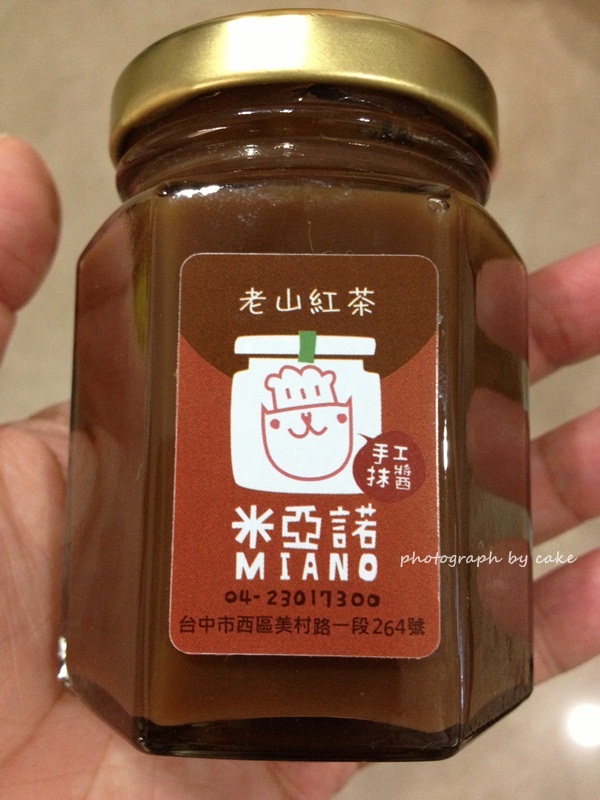 老山紅茶
手工
抹醬
米亞諾
MIANO
photograph by cake
04-23017300
台中市西區美村路一段264號